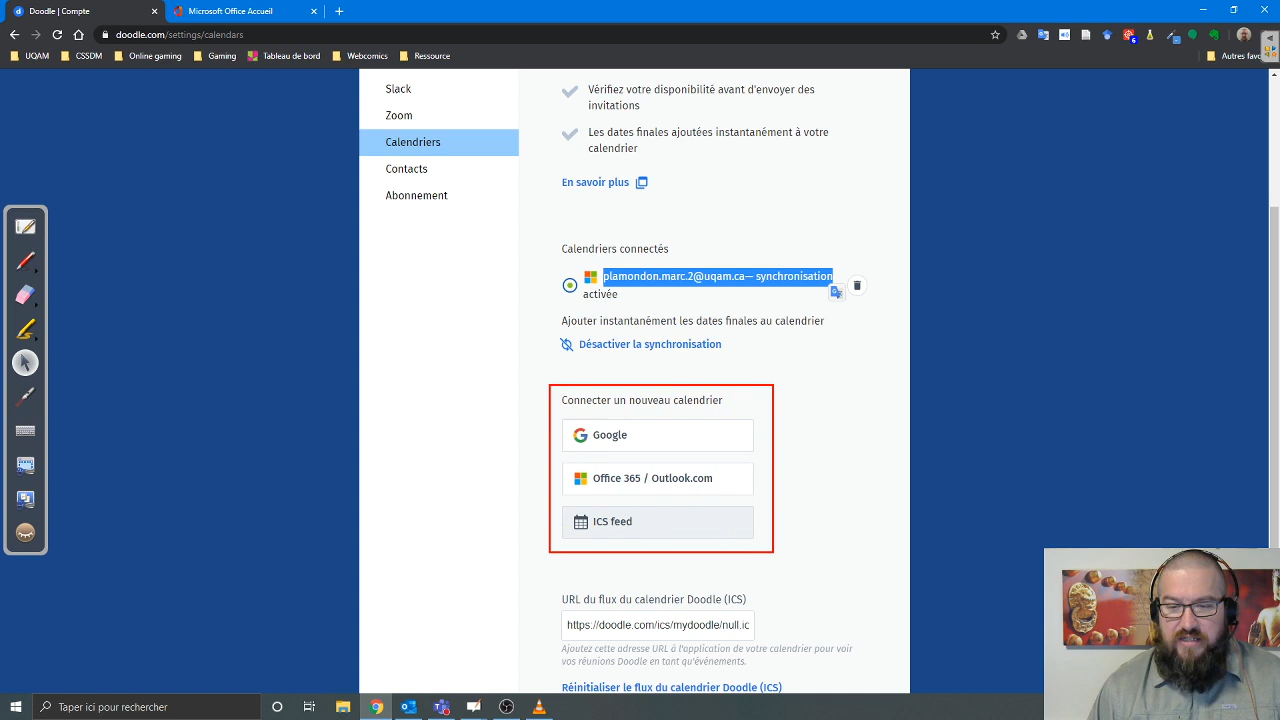 Doodle | Compte
Microsoft Office Accueil
doodle.com/settings/calendars
6
UQAM
CSSDM
Online gaming
Gaming
Tableau de bord
Webcomics
Ressource
Autres favo
Slack
Zoom
Calendriers
Contacts
Abonnement
Vérifiez votre disponibilité avant d'envoyer des
invitations
Les dates finales ajoutées instantanément à votre
calendrier
En savoir plus
Calendriers connectés
plamondon.marc.2@uqam.ca— synchronisation
activée
Ajouter instantanément les dates finales au calendrier
Désactiver la synchronisation
Connecter un nouveau calendrier
Google
Office 365 / Outlook.com
ICS feed
URL du flux du calendrier Doodle (ICS)
https://doodle.com/ics/mydoodle/null.ic
Ajoutez cette adresse URL à l'application de votre calendrier pour voir
vos réunions Doodle en tant qu'événements.
Réinitialiser le flux du calendrier Doodle (ICS)
Taper ici pour rechercher